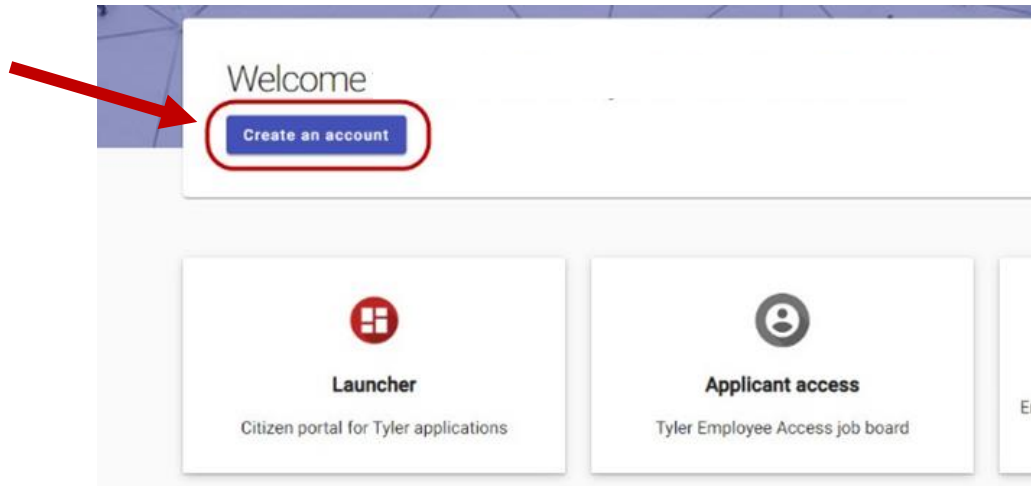 Welcome
Create an account
Launcher
Applicant access
Citizen portal for Tyler applications
Tyler Employee Access job board